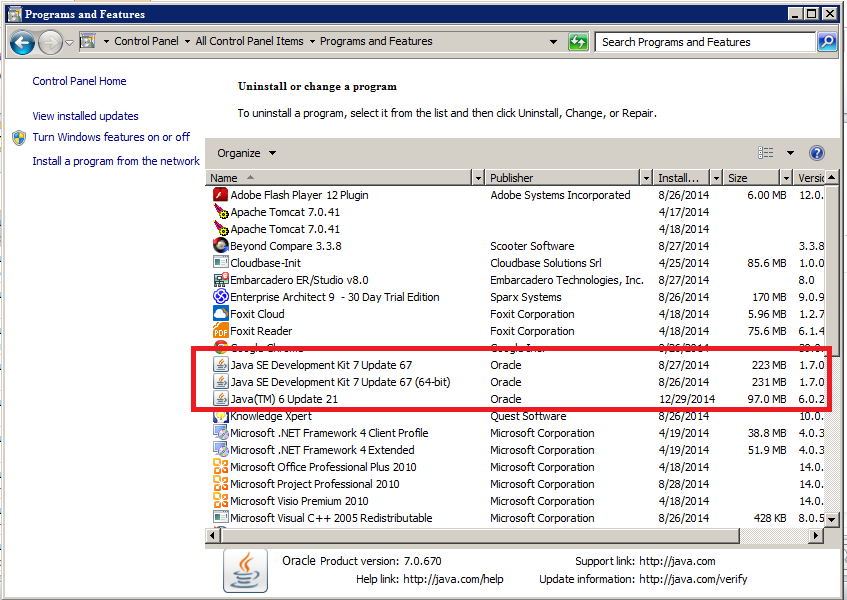 Programs and Features
Control Panel All Control Panel Items Programs and Features Search Programs and Features
Control Panel Home
View installed updates
Turn Windows features on or off
Install a program from the network
Uninstall or change a program
To uninstall a program, select it from the list and then click Uninstall, Change, or Repair.
Organize
Name Publisher Install... Size Versio
Adobe Flash Player 12 Plugin Adobe Systems Incorporated 8/26/2014 6.00 MB 12.0.
Apache Tomcat 7.0.41 4/17/2014
Apache Tomcat 7.0.41 4/18/2014
Beyond Compare 3.3.8 Scooter Software 8/27/2014 3.3.8
Cloudbase-Init Cloudbase Solutions Srl 4/25/2014 85.6 MB 1.0.0
Embarcadero ER/Studio v8.0 Embarcadero Technologies, Inc. 8/27/2014 8.0
Enterprise Architect 9 - 30 Day Trial Edition Sparx Systems 8/26/2014 170 MB 9.0.9
Foxit Cloud Foxit Corporation 4/18/2014 5.96 MB 1.2.7
Foxit Reader Foxit Corporation 4/18/2014 75.6 MB 6.1.4
Google Chrome Google Inc. 8/26/2014
Java SE Development Kit 7 Update 67 Oracle 8/27/2014 223 MB 1.7.0
Java SE Development Kit 7 Update 67 (64-bit) Oracle 8/26/2014 231 MB 1.7.0
Java(TM) 6 Update 21 Oracle 12/29/2014 97.0 MB 6.0.2
Knowledge Xpert Quest Software 8/26/2014 10.0.
Microsoft .NET Framework 4 Client Profile Microsoft Corporation 4/19/2014 38.8 MB 4.0.3
Microsoft .NET Framework 4 Extended Microsoft Corporation 4/19/2014 51.9 MB 4.0.3
Microsoft Office Professional Plus 2010 Microsoft Corporation 4/18/2014 14.0.
Microsoft Project Professional 2010 Microsoft Corporation 8/28/2014 14.0.
Microsoft Visio Premium 2010 Microsoft Corporation 4/18/2014 14.0.
Microsoft Visual C++ 2005 Redistributable Microsoft Corporation 8/26/2014 428 KB 8.0.5
Oracle Product version: 7.0.670 Support link: http://java.com
Help link: http://java.com/help Update information: http://java.com/verify